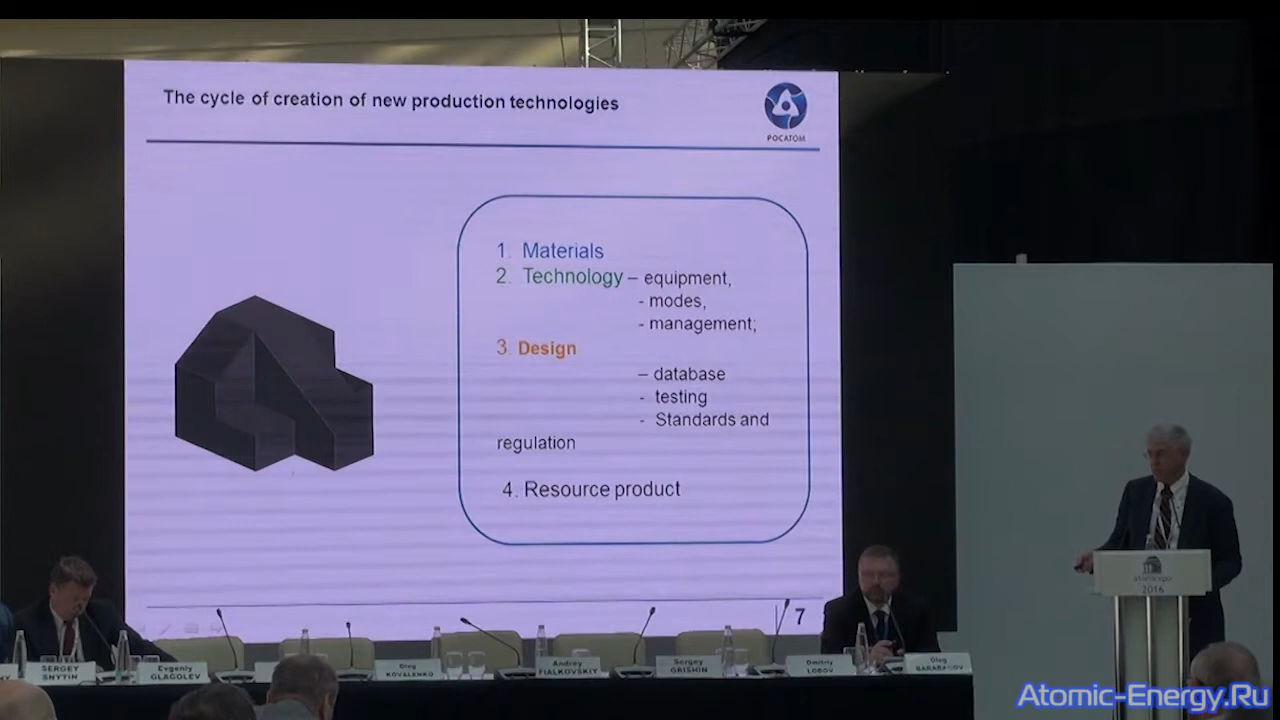 The cycle of creation of new production technologies
РОСАТОМ
1. Materials
2. Technology – equipment,
- modes,
- management;
3. Design
– database
- testing
- Standards and
regulation
4. Resource product
7
atomexpo
2016
SERGEY
SNYTIN
Evgeniy
GLAGOLEV
Oleg
KOVALENKO
Andrey
FIALKOVSKIY
Sergey
GRISHIN
Dmitriy
LOBOV
Oleg
BARABANOV
Atomic-Energy.Ru